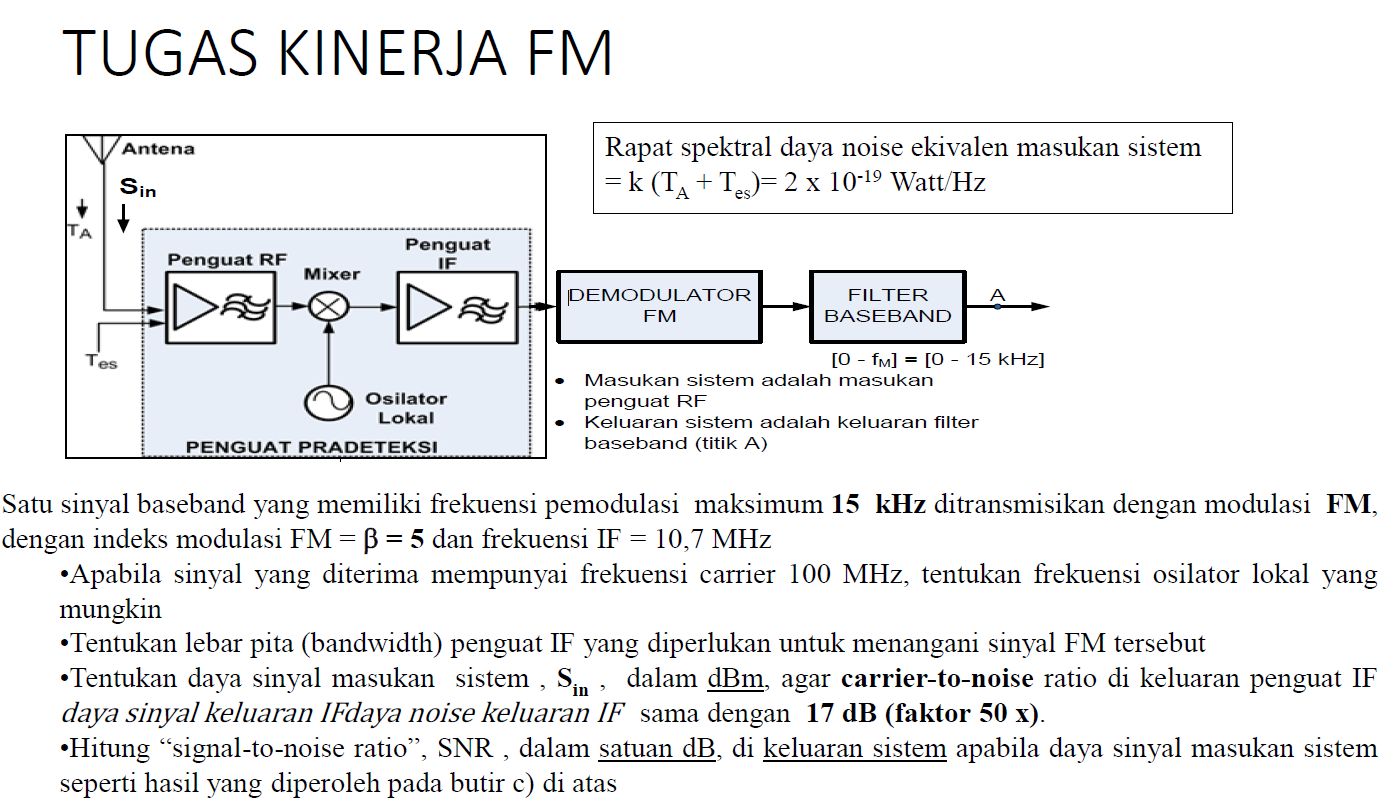 TUGAS KINERJA FM
Antena
Sin
TA
Penguat RF
Mixer
Penguat
IF
Tes
Osilator
Lokal
PENGUAT PRADETEKSI
Rapat spektral daya noise ekivalen masukan sistem
= k (TA + Tes)= 2 x 10-19 Watt/Hz
DEMODULATOR
FM
FILTER
BASEBAND
A
[0 - fM] = [0 - 15 kHz]
• Masukan sistem adalah masukan
penguat RF
• Keluaran sistem adalah keluaran filter
baseband (titik A)
Satu sinyal baseband yang memiliki frekuensi pemodulasi maksimum 15 kHz ditransmisikan dengan modulasi FM,
dengan indeks modulasi FM = β = 5 dan frekuensi IF = 10,7 MHz
•Apabila sinyal yang diterima mempunyai frekuensi carrier 100 MHz, tentukan frekuensi osilator lokal yang
mungkin
•Tentukan lebar pita (bandwidth) penguat IF yang diperlukan untuk menangani sinyal FM tersebut
•Tentukan daya sinyal masukan sistem , Sin , dalam dBm, agar carrier-to-noise ratio di keluaran penguat IF
daya sinyal keluaran IFdaya noise keluaran IF sama dengan 17 dB (faktor 50 x).
•Hitung “signal-to-noise ratio”, SNR , dalam satuan dB, di keluaran sistem apabila daya sinyal masukan sistem
seperti hasil yang diperoleh pada butir c) di atas